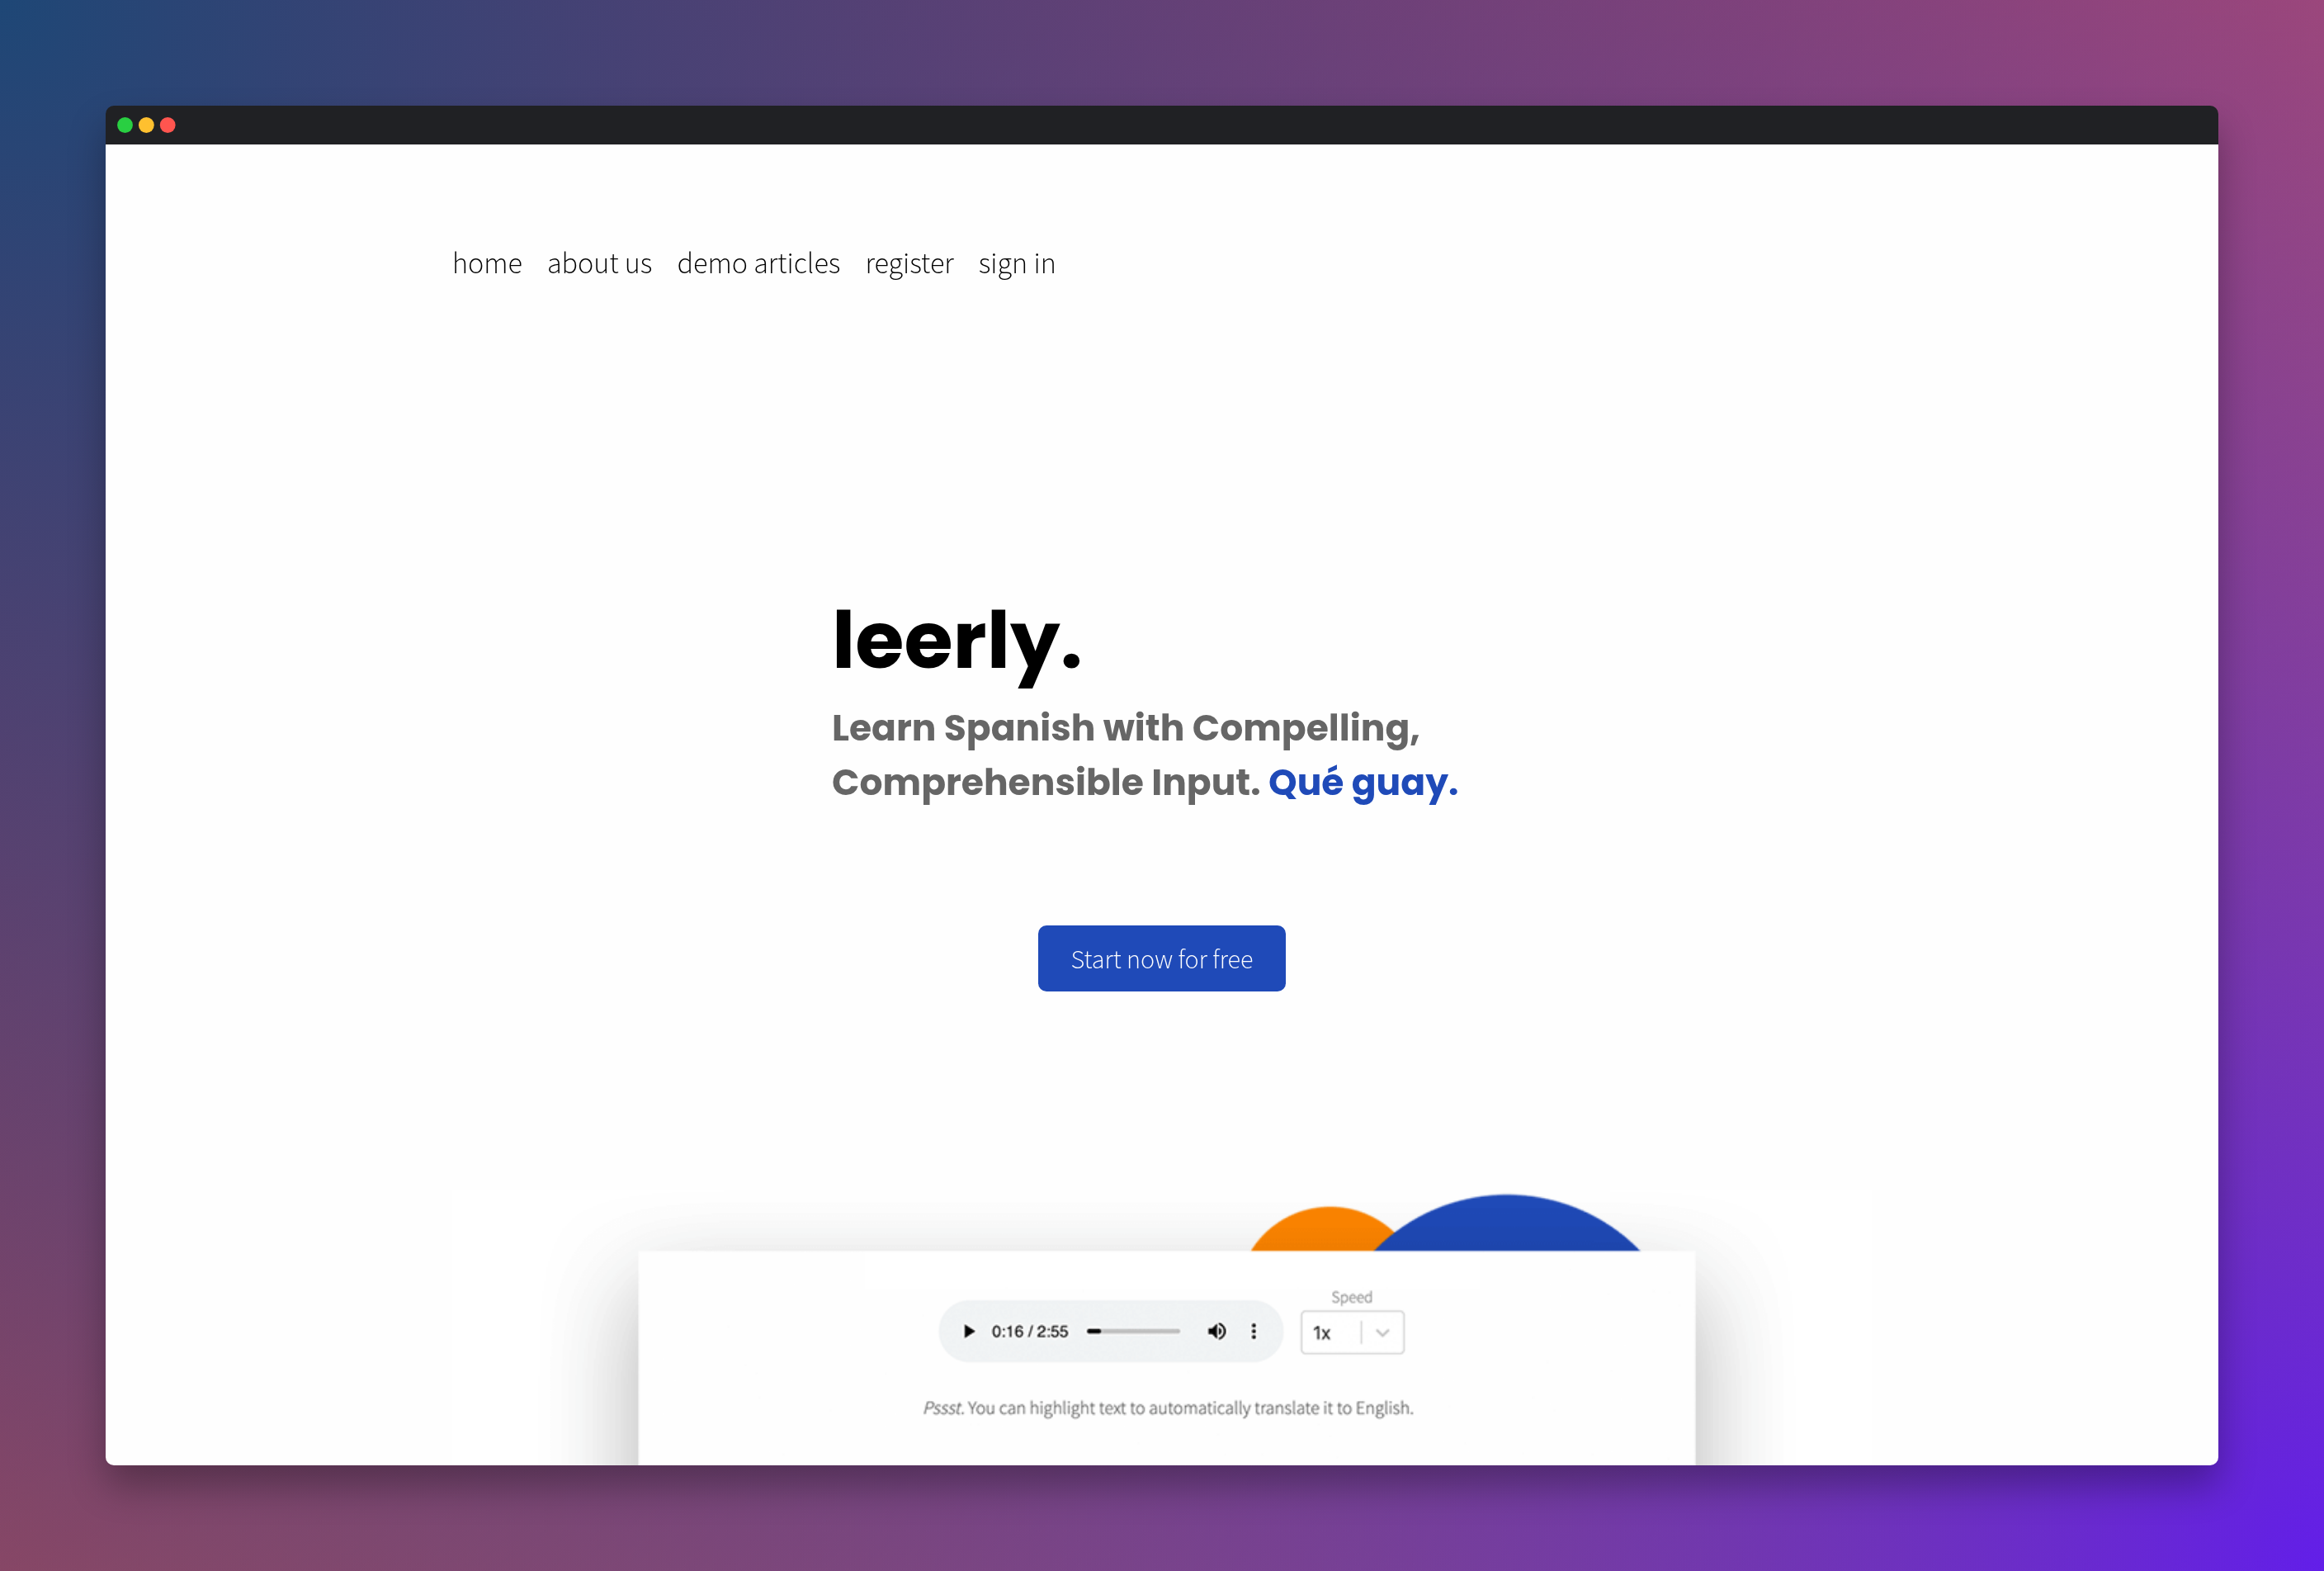 home about us demo articles register sign in
leerly.
Learn Spanish with Compelling,
Comprehensible Input. Qué guay.
Start now for free
Speed
0:16 / 2:55
1x
Pssst. You can highlight text to automatically translate it to English.